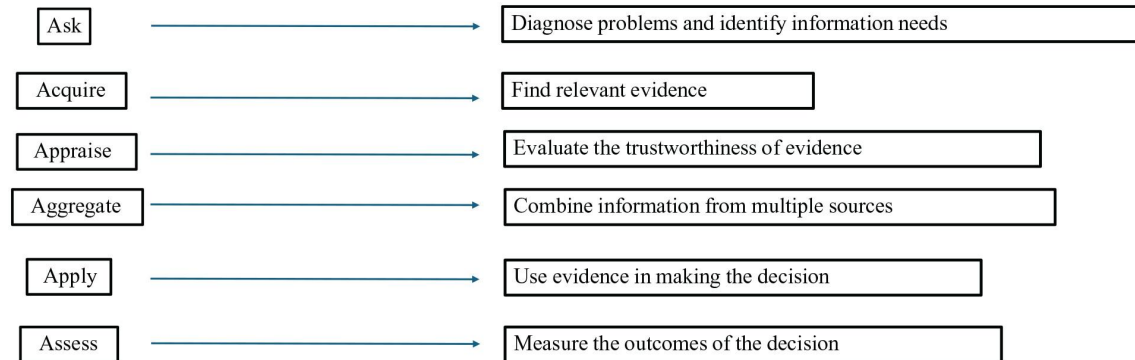 Ask
Diagnose problems and identify information needs
Acquire
Find relevant evidence
Appraise
Evaluate the trustworthiness of evidence
Aggregate
Combine information from multiple sources
Apply
Use evidence in making the decision
Assess
Measure the outcomes of the decision